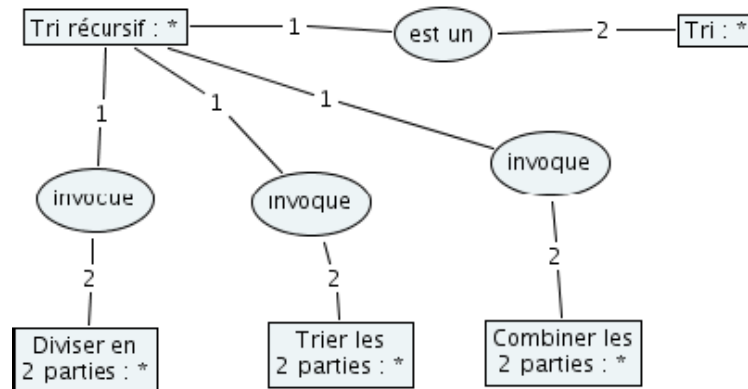 Tri récursif : *
1
est un
2
Tri : *
1
1
1
invoque
invoque
invoque
2
2
2
Diviser en
2 parties : *
Trier les
2 parties : *
Combiner les
2 parties : *